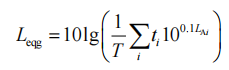 L_eqg = 10lg(1/T ∑_i t_i 10^{0.1L_Ai})